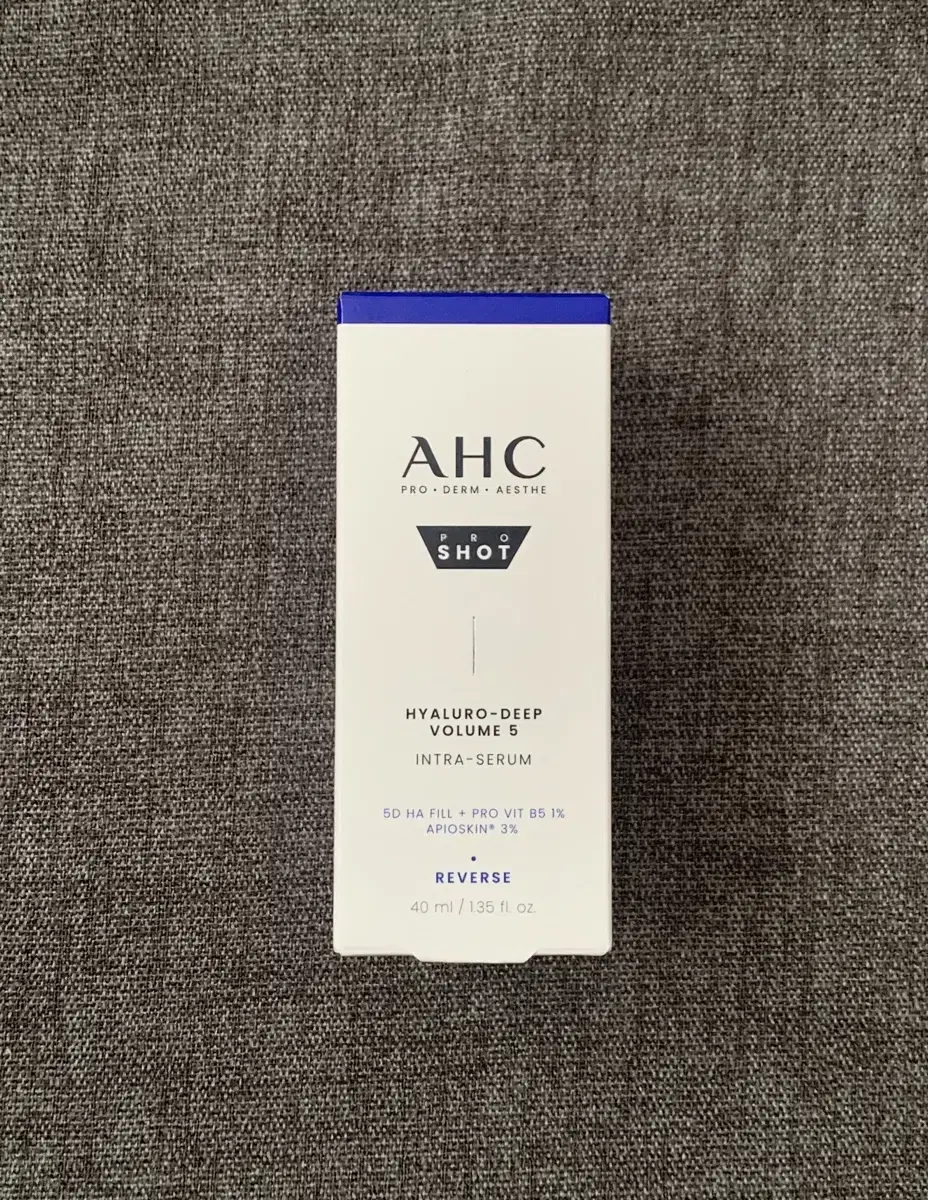 AHC
PRO • DERM • AESTHE
PRO
SHOT
HYALURO-DEEP
VOLUME 5
INTRA-SERUM
5D HA FILL + PRO VIT B5 1%
APIOSKIN® 3%
REVERSE
40 ml / 1.35 fl. oz.